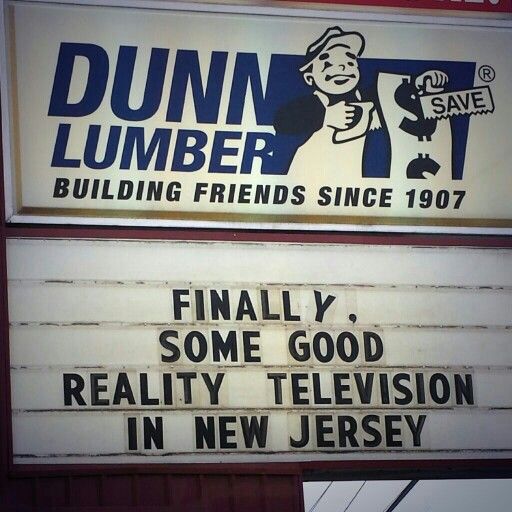 DUNN
LUMBER
$ SAVE ®
BUILDING FRIENDS SINCE 1907
FINALLY,
SOME GOOD
REALITY TELEVISION
IN NEW JERSEY